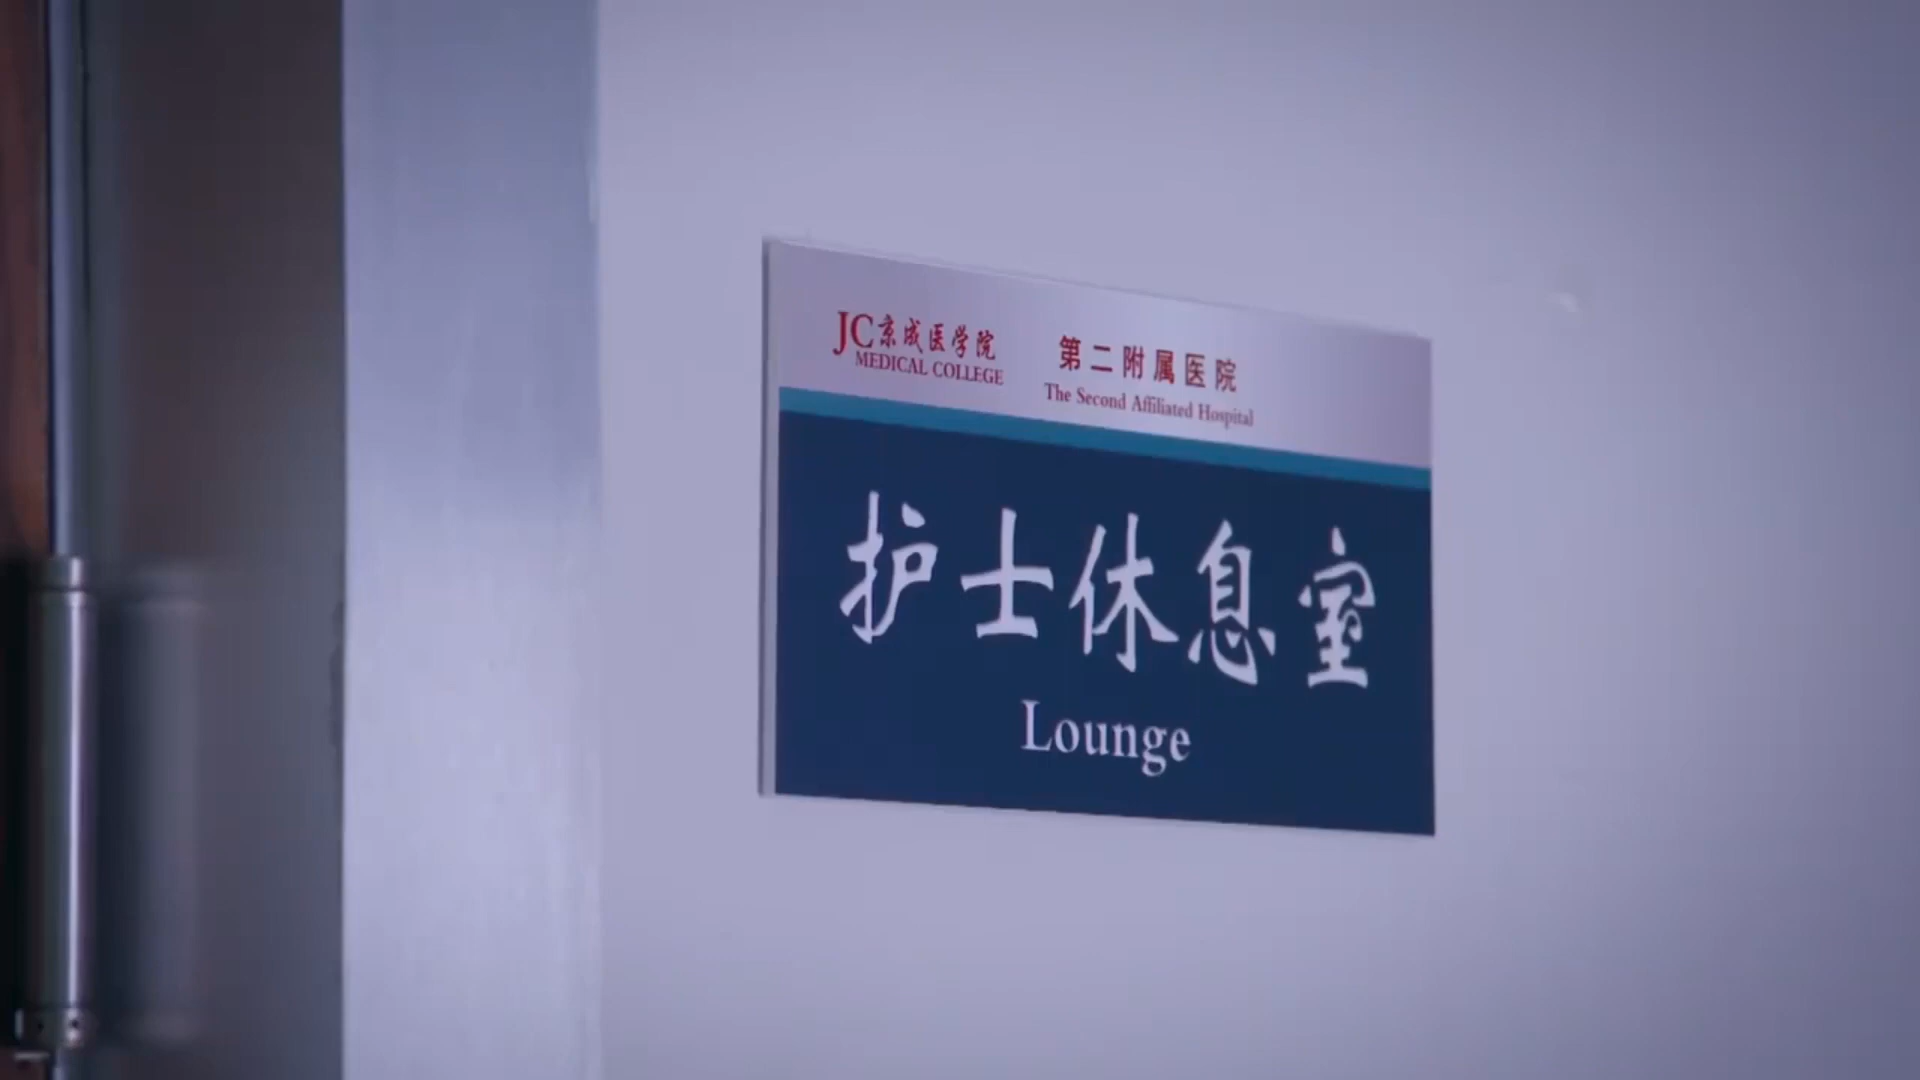 JC京成医学院
MEDICAL COLLEGE
第二附属医院
The Second Affiliated Hospital
护士休息室
Lounge